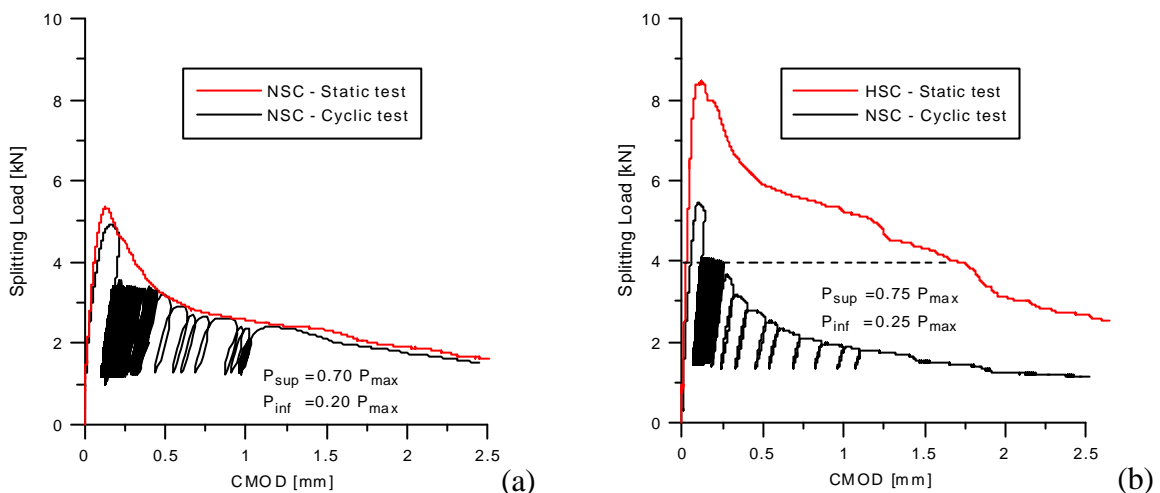 10
8
6
4
2
0
Splitting Load [kN]
NSC - Static test
NSC - Cyclic test
P_sup =0.70 P_max
P_inf =0.20 P_max
0 0.5 1 1.5 2 2.5
CMOD [mm]
(a)
10
8
6
4
2
0
Splitting Load [kN]
HSC - Static test
NSC - Cyclic test
P_sup =0.75 P_max
P_inf =0.25 P_max
0 0.5 1 1.5 2 2.5
CMOD [mm]
(b)